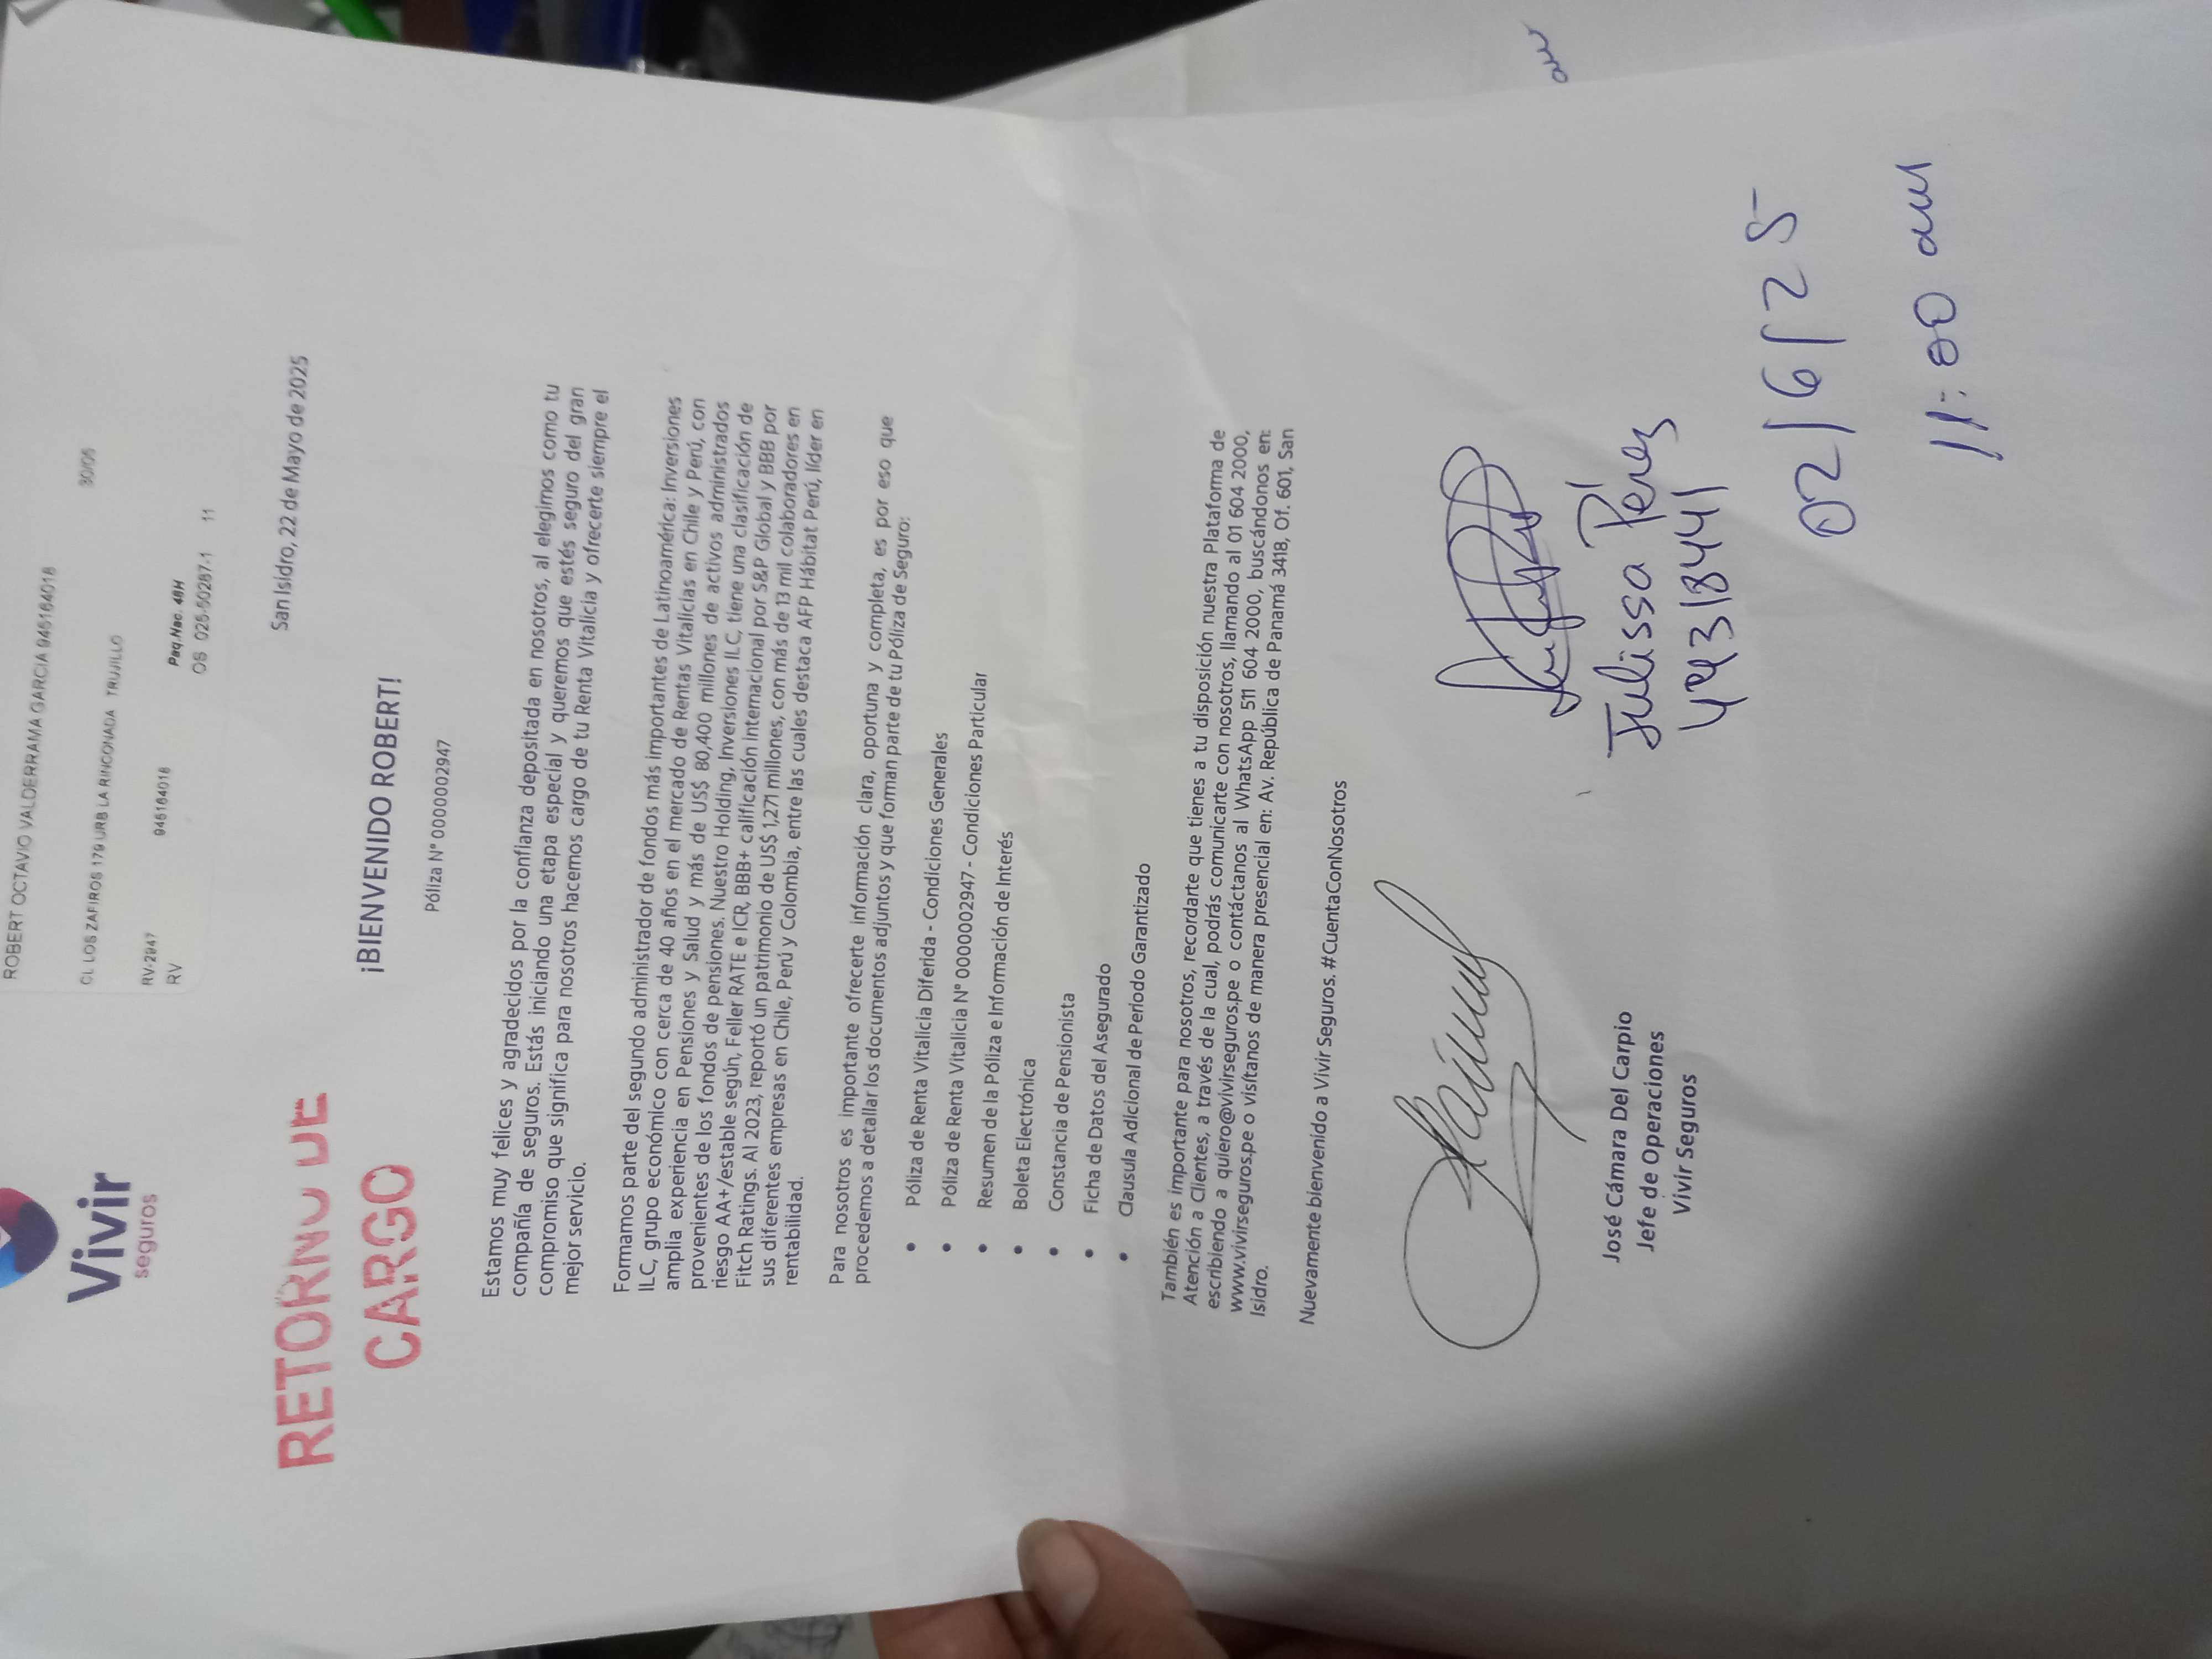 ROBERT OCTAVIO VALDERRAMA GARCIA 945164018
CL LOS ZAFIROS 179 URB LA RINCONADA TRUJILLO
30/05
RV-2947
945164018
Paq.Nac. 48H
RV
OS 025-50287-1 11
Vivir
seguros
RETORNO DE
CARGO
San Isidro, 22 de Mayo de 2025
¡BIENVENIDO ROBERT!
Póliza N° 0000002947
Estamos muy felices y agradecidos por la confianza depositada en nosotros, al elegirnos como tu
compañía de seguros. Estás iniciando una etapa especial y queremos que estés seguro del gran
compromiso que significa para nosotros hacernos cargo de tu Renta Vitalicia y ofrecerte siempre el
mejor servicio.
Formamos parte del segundo administrador de fondos más importantes de Latinoamérica: Inversiones
ILC, grupo económico con cerca de 40 años en el mercado de Rentas Vitalicias en Chile y Perú, con
amplia experiencia en Pensiones y Salud y más de US$ 80,400 millones de activos administrados
provenientes de los fondos de pensiones. Nuestro Holding, Inversiones ILC, tiene una clasificación de
riesgo AA+/estable según, Feller RATE e ICR, BBB+ calificación internacional por S&P Global y BBB por
Fitch Ratings. Al 2023, reportó un patrimonio de US$ 1,271 millones, con más de 13 mil colaboradores en
sus diferentes empresas en Chile, Perú y Colombia, entre las cuales destaca AFP Hábitat Perú, líder en
rentabilidad.
Para nosotros es importante ofrecerte información clara, oportuna y completa, es por eso que
procedemos a detallar los documentos adjuntos y que forman parte de tu Póliza de Seguro:
• Póliza de Renta Vitalicia Diferida - Condiciones Generales
• Póliza de Renta Vitalicia N° 0000002947 - Condiciones Particular
• Resumen de la Póliza e Información de Interés
• Boleta Electrónica
• Constancia de Pensionista
• Ficha de Datos del Asegurado
• Clausula Adicional de Periodo Garantizado
También es importante para nosotros, recordarte que tienes a tu disposición nuestra Plataforma de
Atención a Clientes, a través de la cual, podrás comunicarte con nosotros, llamando al 01 604 2000,
escribiendo a quiero@vivirseguros.pe o contáctanos al WhatsApp 511 604 2000, buscándonos en:
www.vivirseguros.pe o visítanos de manera presencial en: Av. República de Panamá 3418, Of. 601, San
Isidro.
Nuevamente bienvenido a Vivir Seguros. #CuentaConNosotros
José Cámara Del Carpio
Jefe de Operaciones
Vivir Seguros
Julissa Pérez
44318441
02/6/25
11:00 am